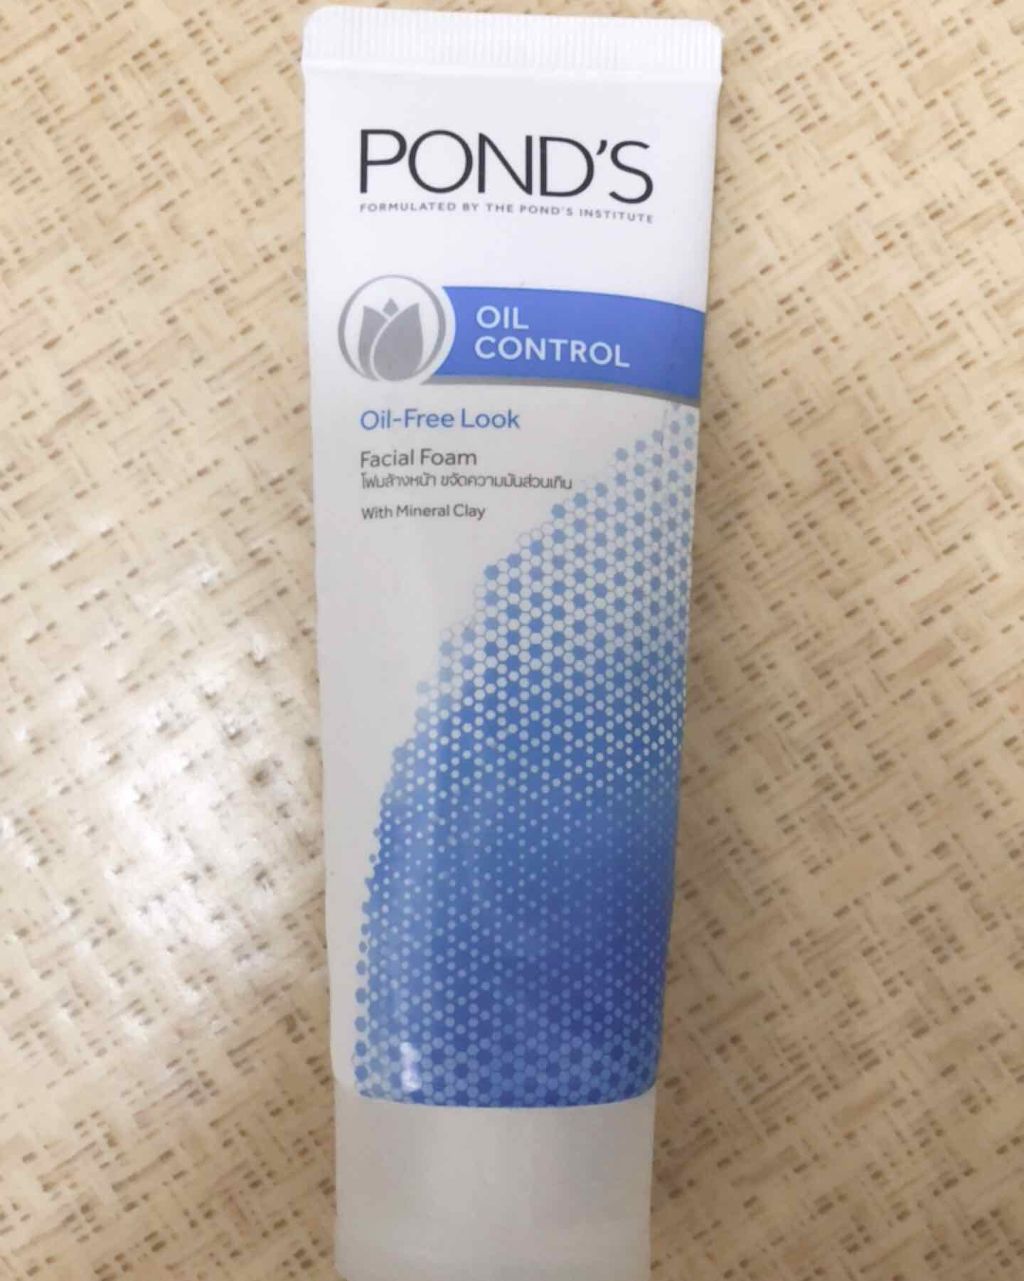 POND'S
FORMULATED BY THE POND'S INSTITUTE
OIL
CONTROL
Oil-Free Look
Facial Foam
โฟมล้างหน้า ขจัดความมันส่วนเกิน
With Mineral Clay